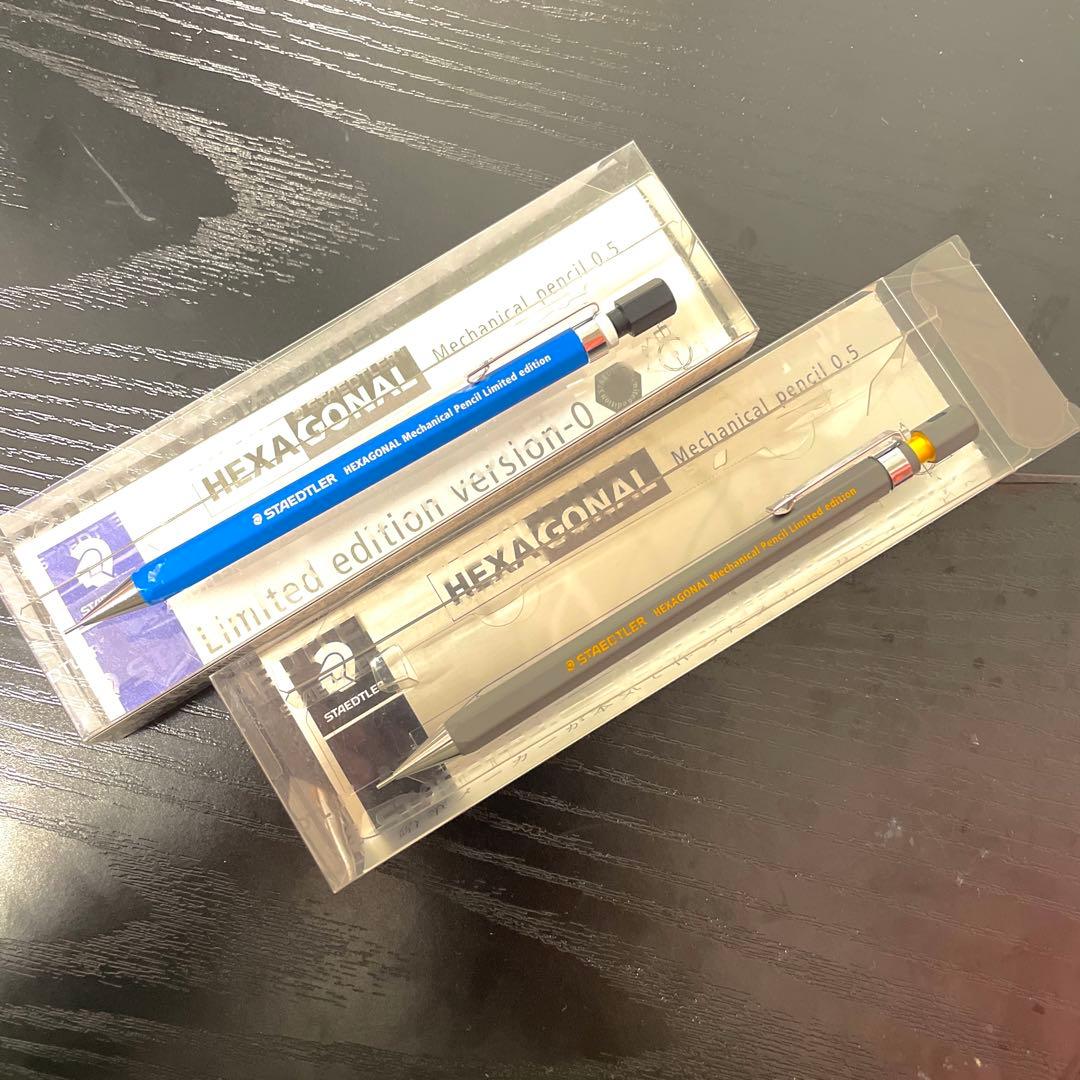 HEXAGONAL
Mechanical pencil 0.5
STAEDTLER HEXAGONAL Mechanical Pencil Limited edition
Limited edition version-0
HEXAGONAL
Mechanical pencil 0.5
STAEDTLER HEXAGONAL Mechanical Pencil Limited edition
STAEDTLER